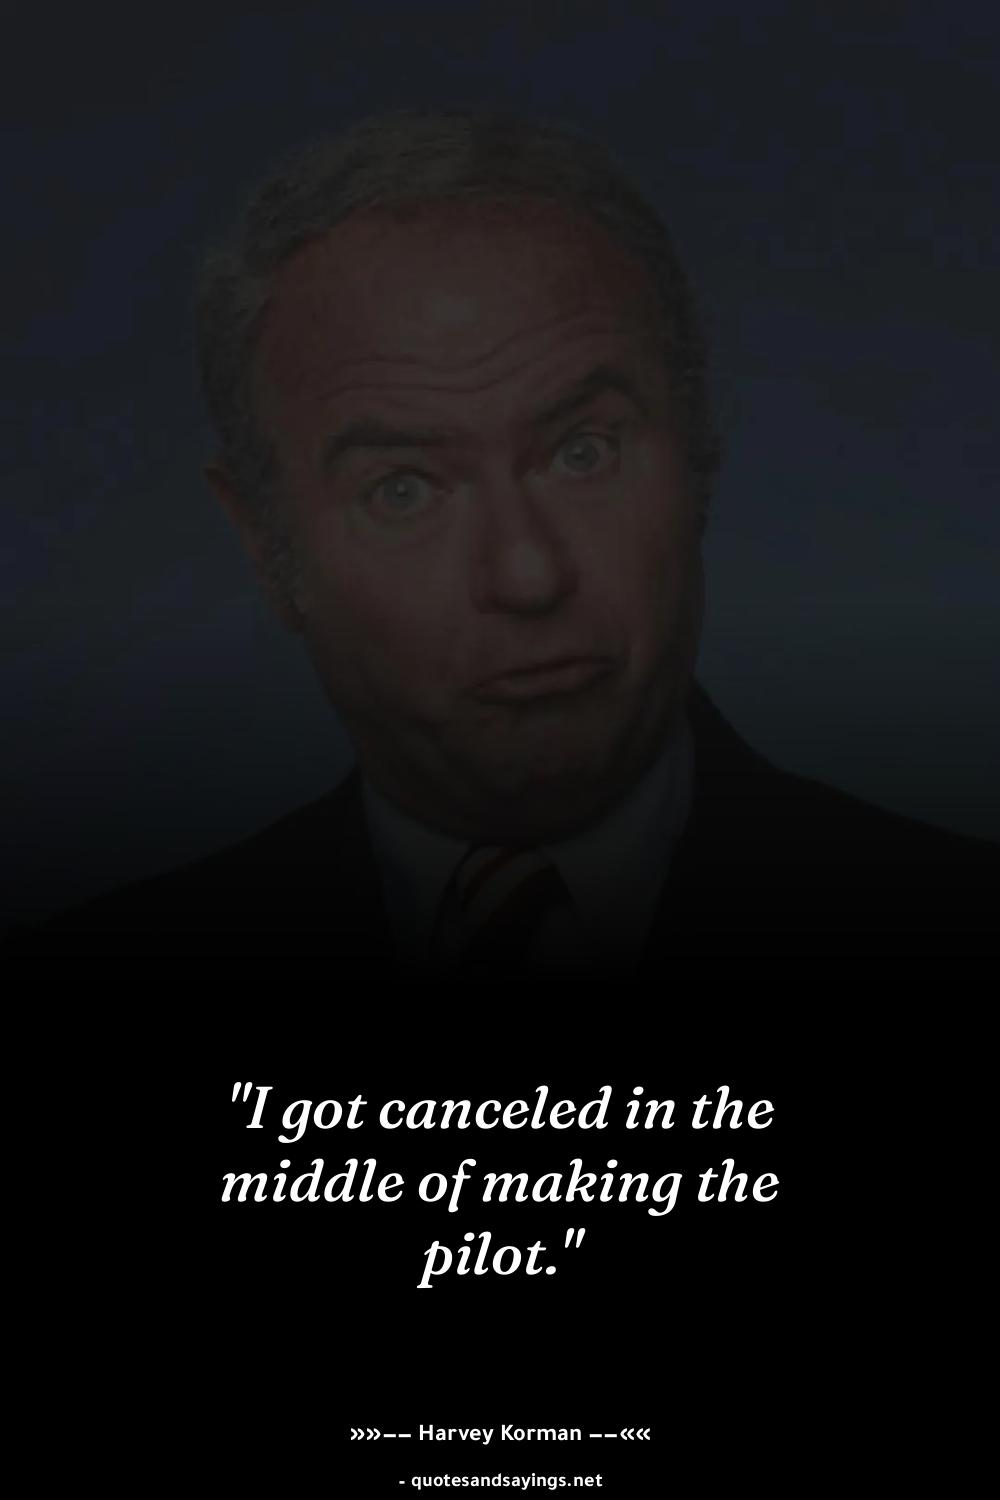 "I got canceled in the
middle of making the
pilot."
»»−− Harvey Korman −−««
- quotesandsayings.net